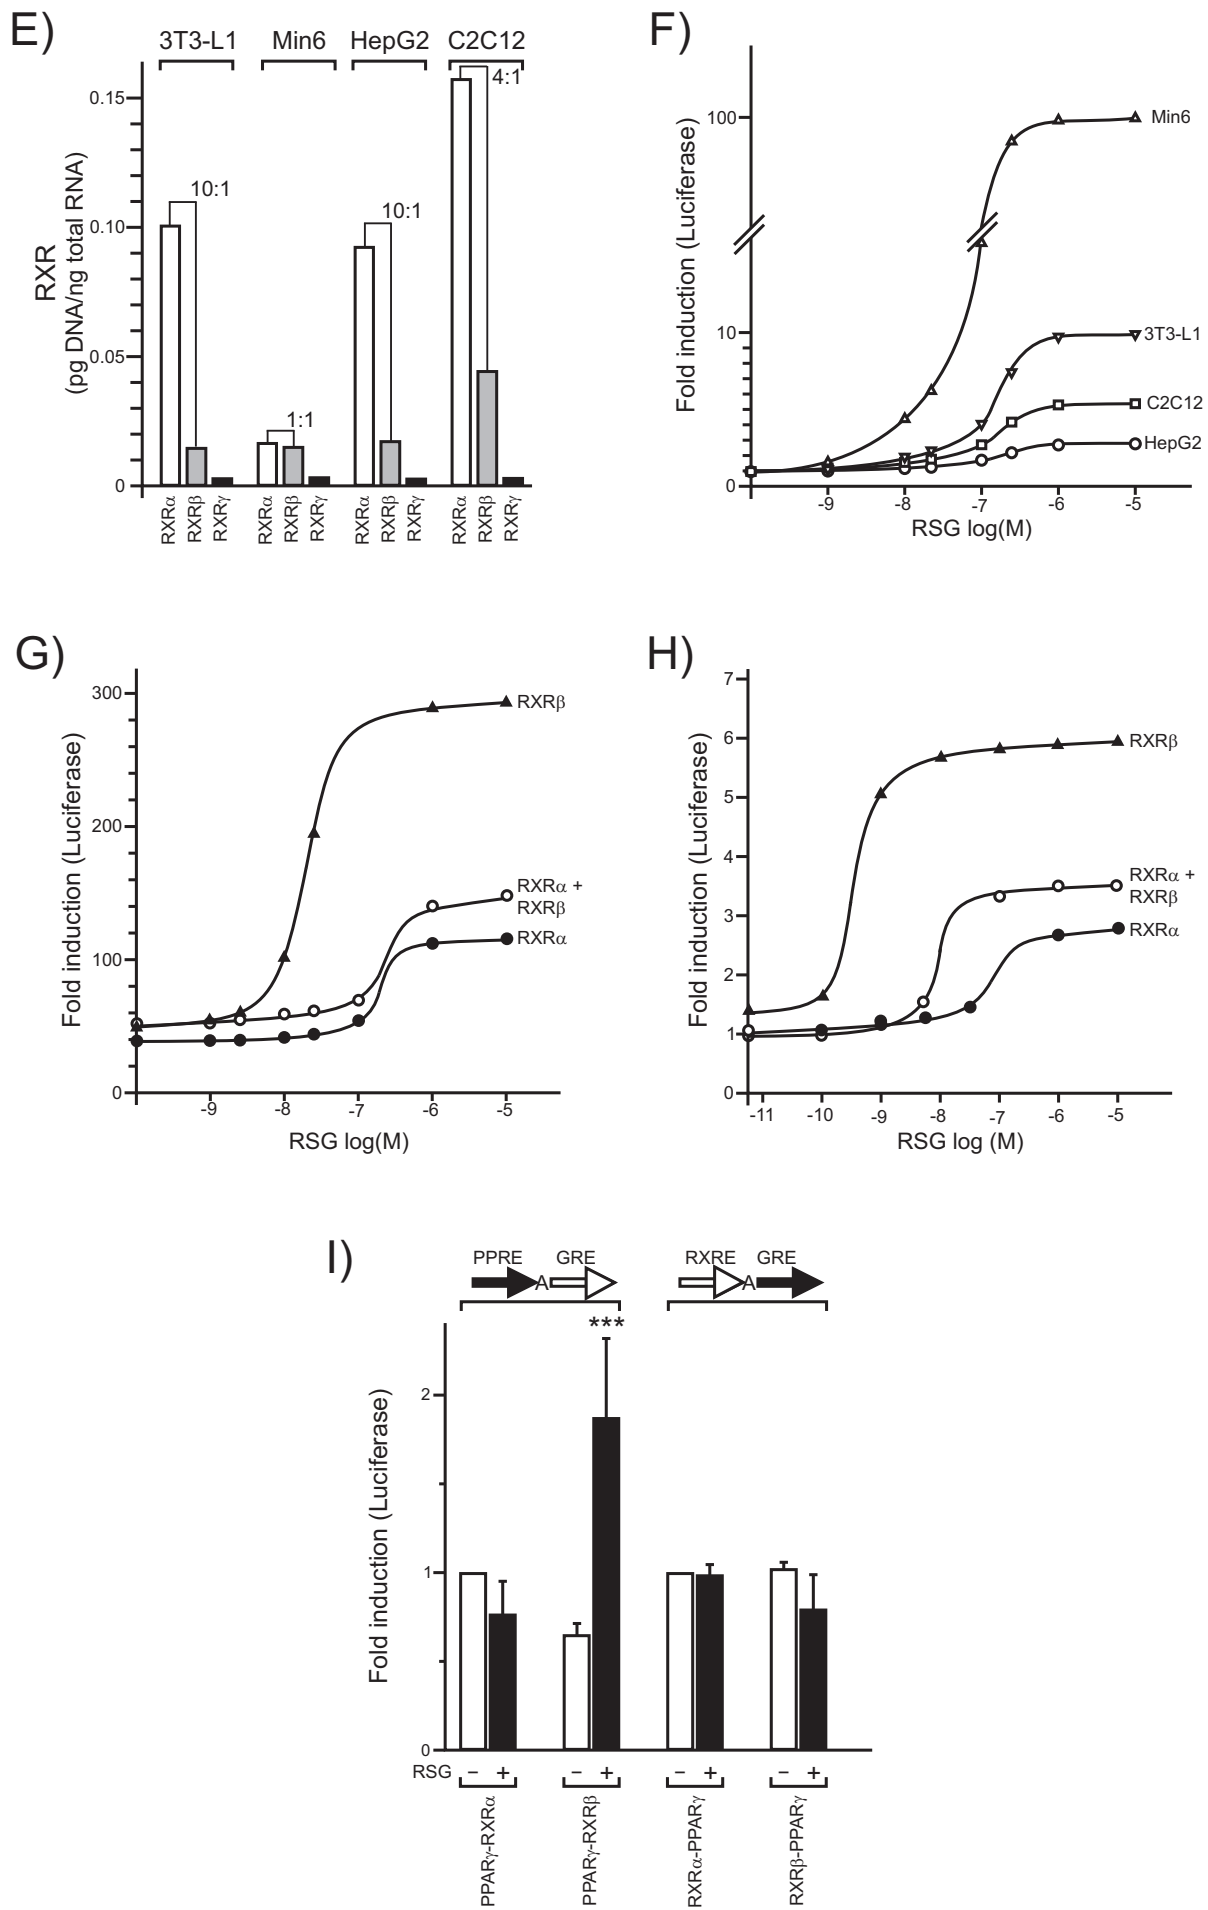 E)
3T3-L1 Min6 HepG2 C2C12
RXR
(pg DNA/ng total RNA)
0.15
0.10
0.05
0
10:1
1:1
10:1
4:1
RXRα RXRβ RXRγ RXRα RXRβ RXRγ RXRα RXRβ RXRγ RXRα RXRβ RXRγ
F)
Fold induction (Luciferase)
100
10
0
Min6
3T3-L1
C2C12
HepG2
-9 -8 -7 -6 -5
RSG log(M)
G)
Fold induction (Luciferase)
300
200
100
0
RXRβ
RXRα +
RXRβ
RXRα
-9 -8 -7 -6 -5
RSG log(M)
H)
Fold induction (Luciferase)
7
6
5
4
3
2
1
0
RXRβ
RXRα +
RXRβ
RXRα
-11 -10 -9 -8 -7 -6 -5
RSG log (M)
I)
PPRE A GRE RXRE A GRE
***
Fold induction (Luciferase)
2
1
0
RSG − + − + − + − +
PPARγ-RXRα PPARγ-RXRβ RXRα-PPARγ RXRβ-PPARγ